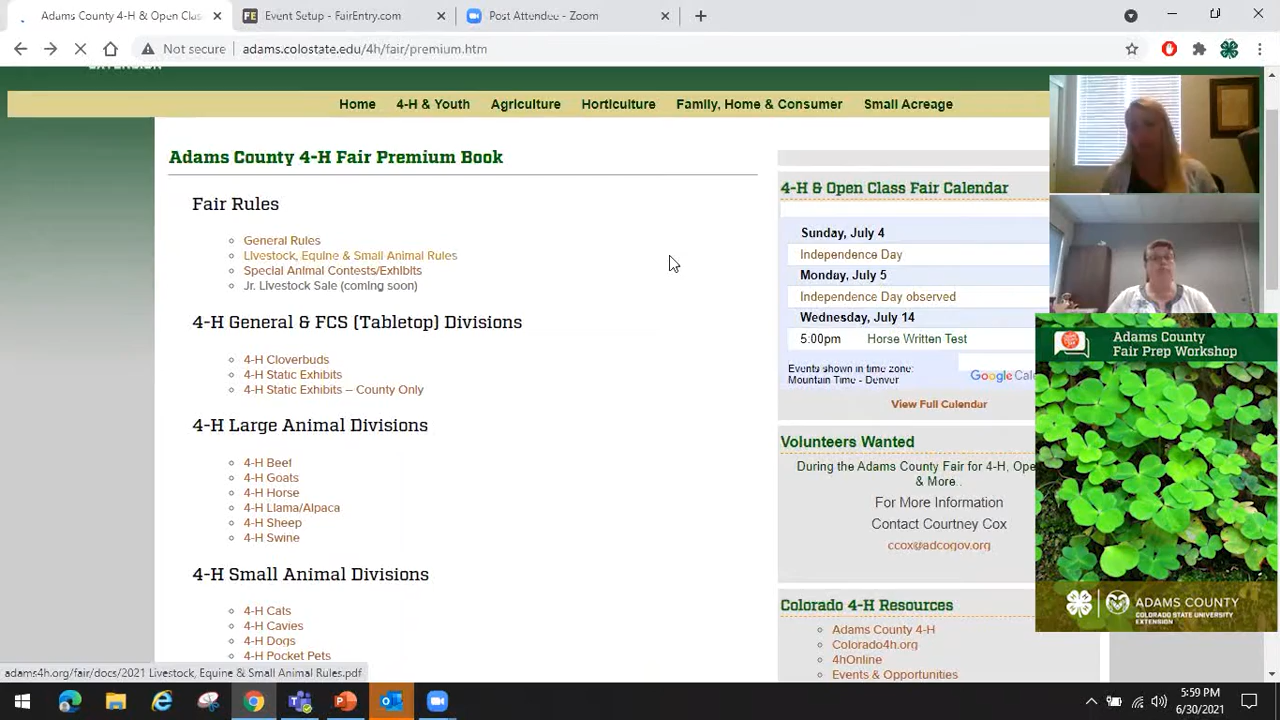 Adams County 4-H & Open Clas
Event Setup - FairEntry.com
Post Attendee - Zoom
Not secure
adams.colostate.edu/4h/fair/premium.htm
Home
4-H & Youth
Agriculture
Horticulture
Family, Home & Consumer
Small Acreage
Adams County 4-H Fair Premium Book
Fair Rules
General Rules
Livestock, Equine & Small Animal Rules
Special Animal Contests/Exhibits
Jr. Livestock Sale (coming soon)
4-H General & FCS (Tabletop) Divisions
4-H Cloverbuds
4-H Static Exhibits
4-H Static Exhibits – County Only
4-H Large Animal Divisions
4-H Beef
4-H Goats
4-H Horse
4-H Llama/Alpaca
4-H Sheep
4-H Swine
4-H Small Animal Divisions
4-H Cats
4-H Cavies
4-H Dogs
4-H Pocket Pets
4-H & Open Class Fair Calendar
Sunday, July 4
Independence Day
Monday, July 5
Independence Day observed
Wednesday, July 14
5:00pm Horse Written Test
Events shown in time zone:
Mountain Time - Denver
Google Cale
View Full Calendar
Volunteers Wanted
During the Adams County Fair for 4-H, Ope
& More..
For More Information
Contact Courtney Cox
ccox@adcogov.org
Colorado 4-H Resources
Adams County 4-H
Colorado4h.org
4hOnline
Events & Opportunities
Adams County
Fair Prep Workshop
ADAMS COUNTY
COLORADO STATE UNIVERSITY
EXTENSION
adams4h.org/fair/docs/2021 Livestock, Equine & Small Animal Rules.pdf
5:59 PM
6/30/2021